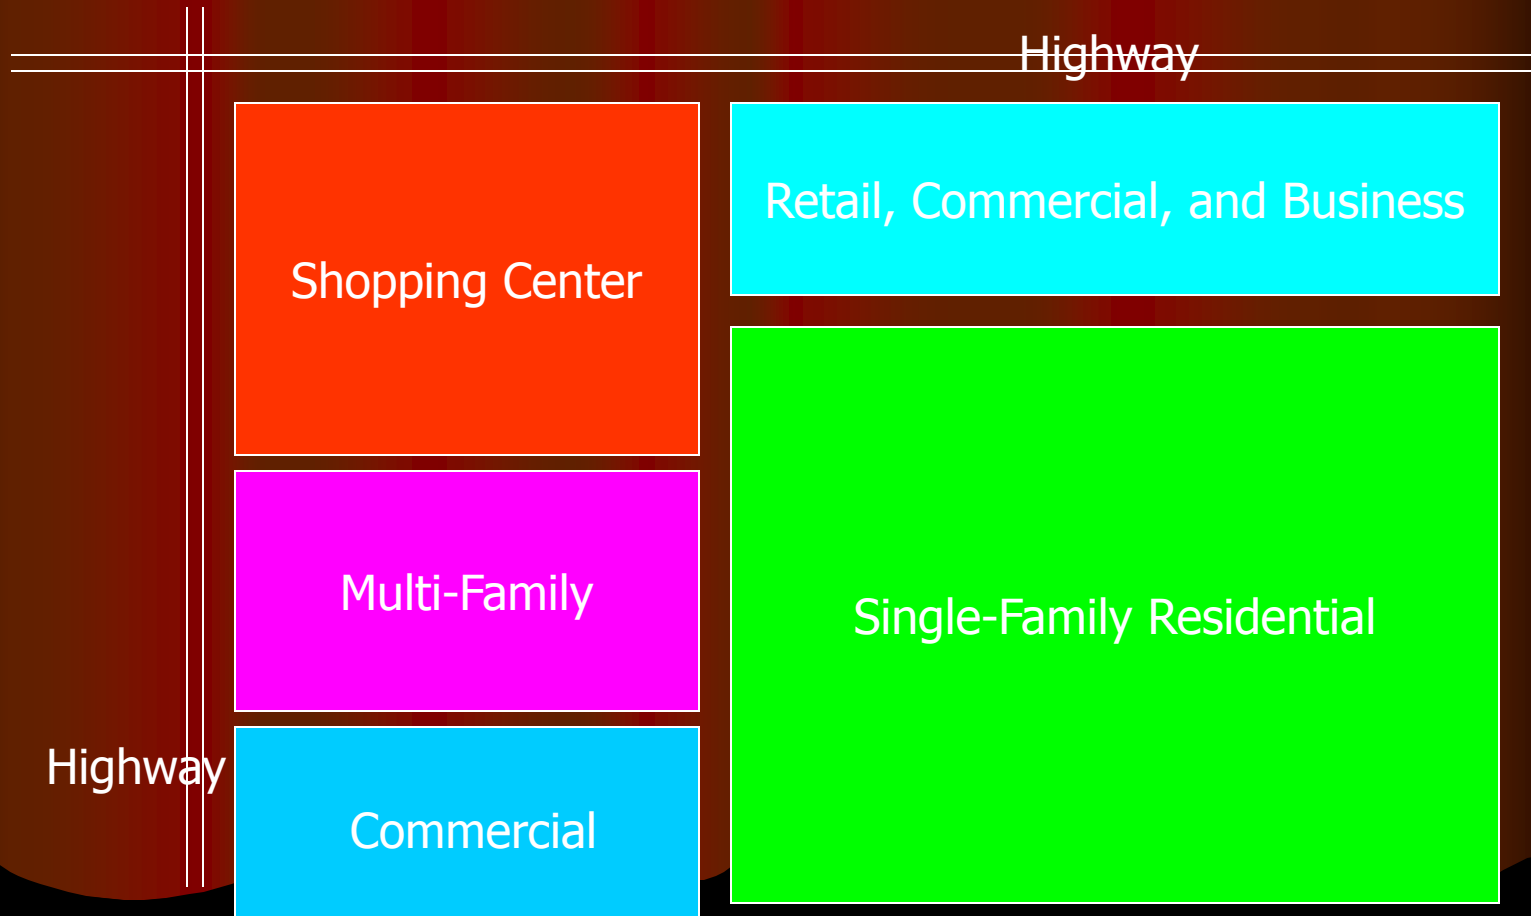 Highway
Retail, Commercial, and Business
Shopping Center
Multi-Family
Single-Family Residential
Highway
Commercial